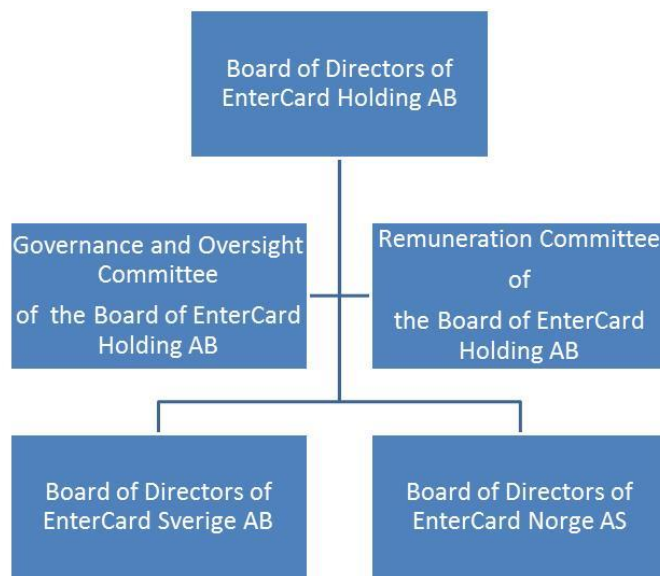 Board of Directors of
EnterCard Holding AB
Governance and Oversight
Committee
of the Board of EnterCard
Holding AB
Remuneration Committee
of
the Board of EnterCard
Holding AB
Board of Directors of
EnterCard Sverige AB
Board of Directors of
EnterCard Norge AS